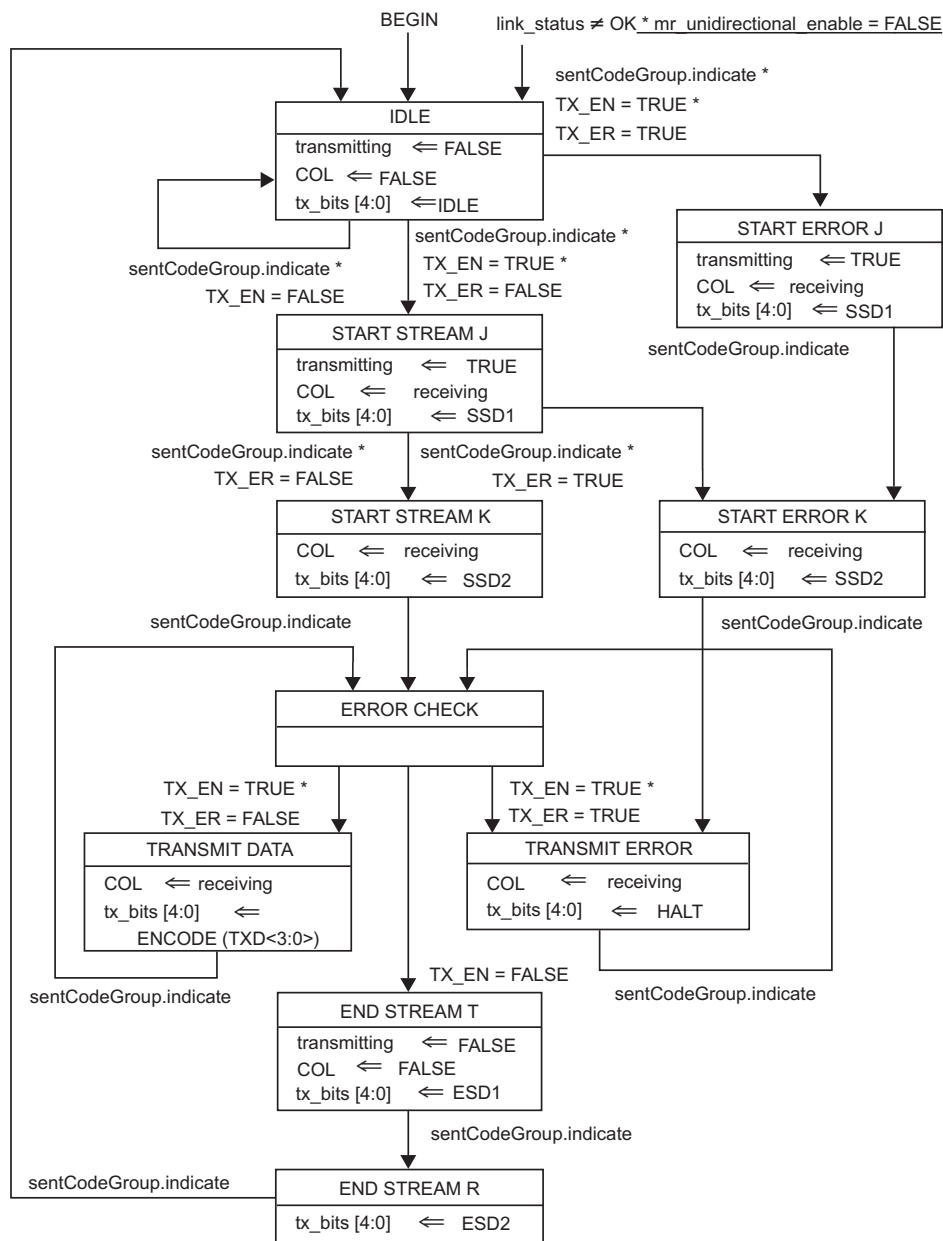 BEGIN
link_status ≠ OK * mr_unidirectional_enable = FALSE
sentCodeGroup.indicate *
TX_EN = TRUE *
TX_ER = TRUE
IDLE
transmitting ⇐ FALSE
COL ⇐ FALSE
tx_bits [4:0] ⇐ IDLE
sentCodeGroup.indicate *
TX_EN = FALSE
sentCodeGroup.indicate *
TX_EN = TRUE *
TX_ER = FALSE
START ERROR J
transmitting ⇐ TRUE
COL ⇐ receiving
tx_bits [4:0] ⇐ SSD1
sentCodeGroup.indicate
START STREAM J
transmitting ⇐ TRUE
COL ⇐ receiving
tx_bits [4:0] ⇐ SSD1
sentCodeGroup.indicate *
TX_ER = FALSE
sentCodeGroup.indicate *
TX_ER = TRUE
START STREAM K
COL ⇐ receiving
tx_bits [4:0] ⇐ SSD2
START ERROR K
COL ⇐ receiving
tx_bits [4:0] ⇐ SSD2
sentCodeGroup.indicate
sentCodeGroup.indicate
ERROR CHECK
TX_EN = TRUE *
TX_ER = FALSE
TX_EN = TRUE *
TX_ER = TRUE
TRANSMIT DATA
COL ⇐ receiving
tx_bits [4:0] ⇐
ENCODE (TXD<3:0>)
TRANSMIT ERROR
COL ⇐ receiving
tx_bits [4:0] ⇐ HALT
sentCodeGroup.indicate
TX_EN = FALSE
sentCodeGroup.indicate
END STREAM T
transmitting ⇐ FALSE
COL ⇐ FALSE
tx_bits [4:0] ⇐ ESD1
sentCodeGroup.indicate
sentCodeGroup.indicate
END STREAM R
tx_bits [4:0] ⇐ ESD2